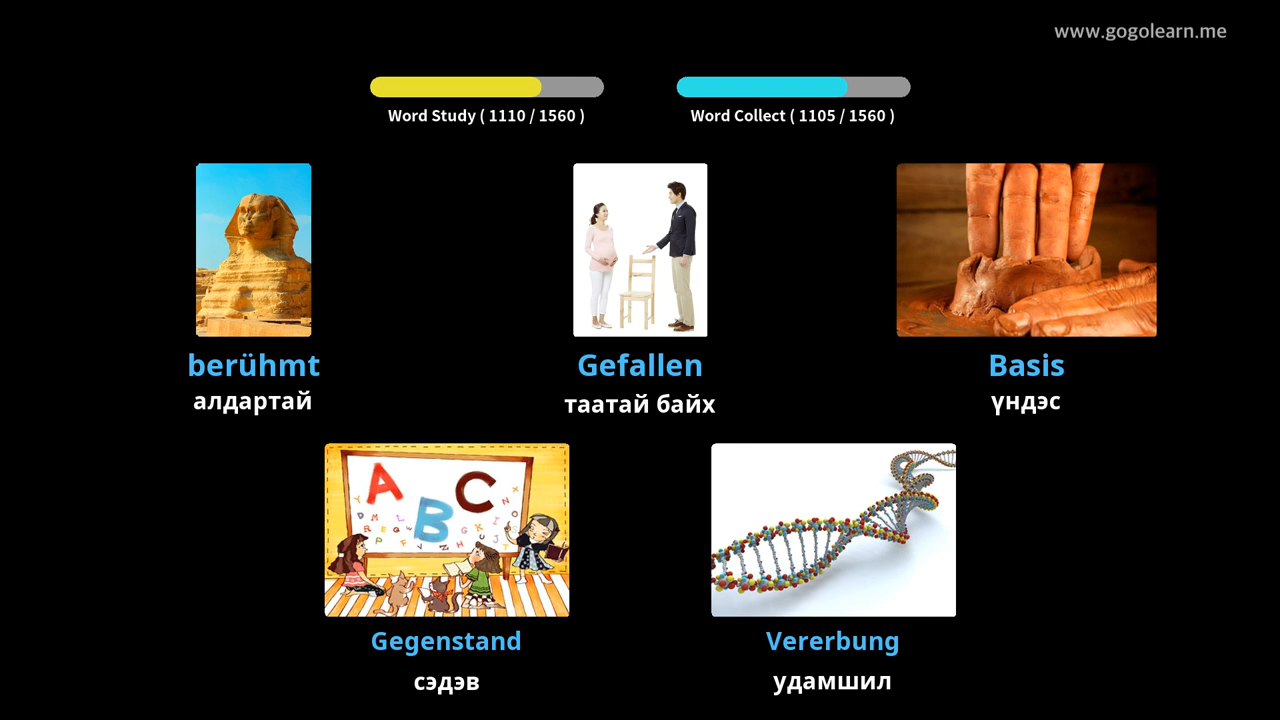 www.gogolearn.me
Word Study ( 1110 / 1560 )
Word Collect ( 1105 / 1560 )
berühmt
алдартай
Gefallen
таатай байх
Basis
үндэс
A B C
Gegenstand
сэдэв
Vererbung
удамшил